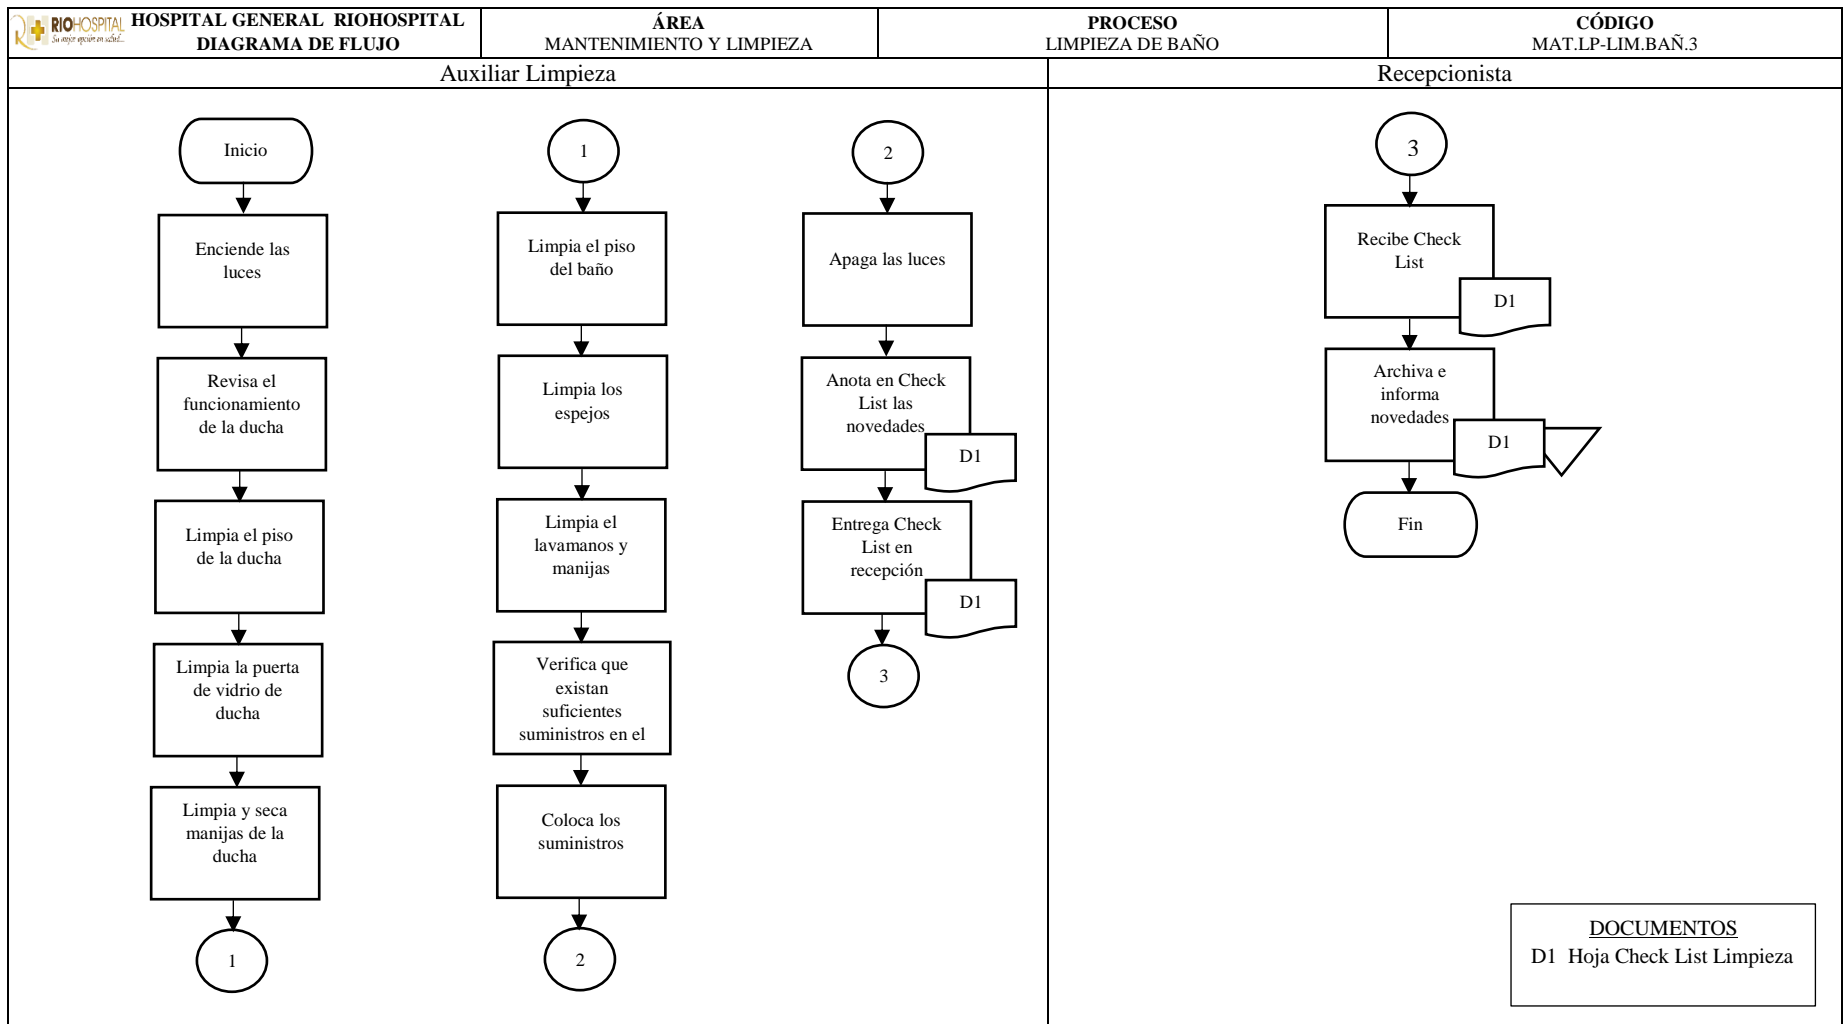 RIOHOSPITAL
Su mejor opción en salud...
HOSPITAL GENERAL RIOHOSPITAL
DIAGRAMA DE FLUJO
ÁREA
MANTENIMIENTO Y LIMPIEZA
PROCESO
LIMPIEZA DE BAÑO
CÓDIGO
MAT.LP-LIM.BAÑ.3
Auxiliar Limpieza
Recepcionista
Inicio
Enciende las
luces
Revisa el
funcionamiento
de la ducha
Limpia el piso
de la ducha
Limpia la puerta
de vidrio de
ducha
Limpia y seca
manijas de la
ducha
1
1
Limpia el piso
del baño
Limpia los
espejos
Limpia el
lavamanos y
manijas
Verifica que
existan
suficientes
suministros en el
Coloca los
suministros
2
2
Apaga las luces
Anota en Check
List las
novedades
D1
Entrega Check
List en
recepción
D1
3
3
Recibe Check
List
D1
Archiva e
informa
novedades
D1
Fin
DOCUMENTOS
D1 Hoja Check List Limpieza